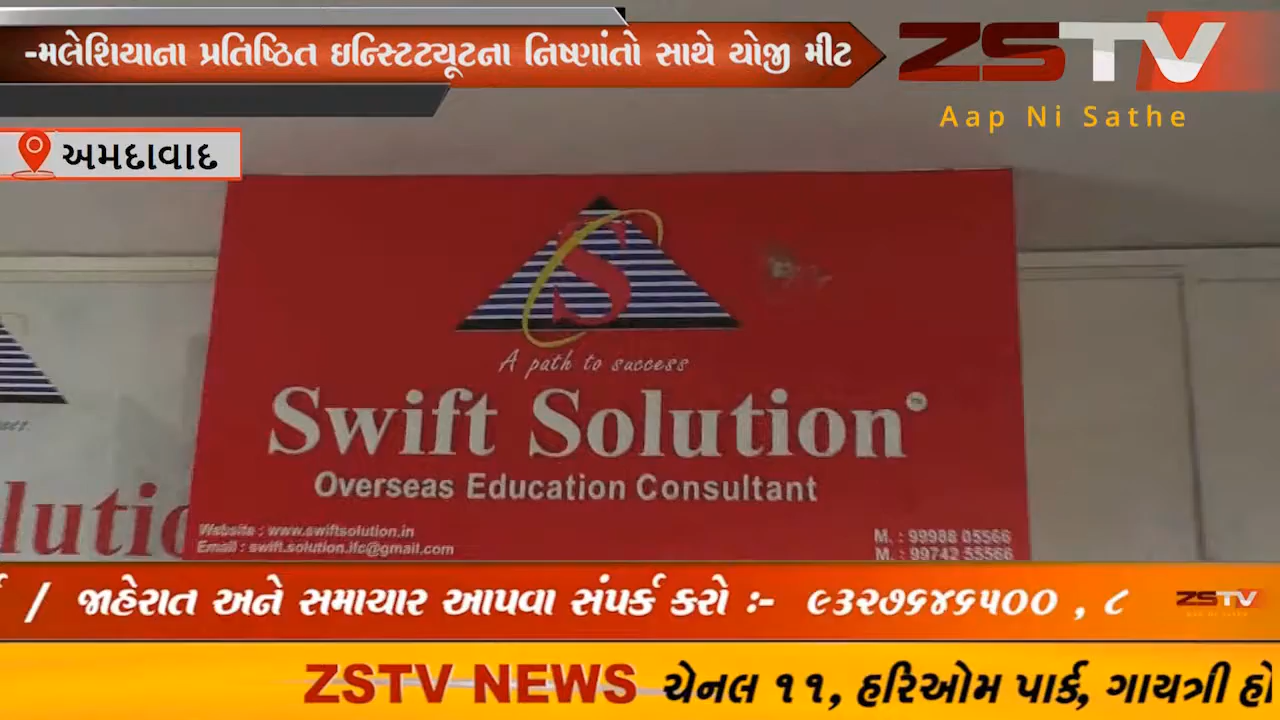 -મલેશિયાના પ્રતિષ્ઠિત ઇન્સ્ટિટ્યૂટના નિષ્ણાંતો સાથે યોજી મીટ
ZSTV
Aap Ni Sathe
અમદાવાદ
S
A path to success
Swift Solution
Overseas Education Consultant
Website : www.swiftsolution.in
Email : swift.solution.ifc@gmail.com
M. : 99988 05566
M. : 99742 55566
lutio
/ જાહેરાત અને સમાચાર આપવા સંપર્ક કરો :- ૯૩૨૭૬૪૬૫૦૦ , ૮
ZSTV
ZSTV NEWS ચેનલ ૧૧, હરિઓમ પાર્ક, ગાયત્રી હો